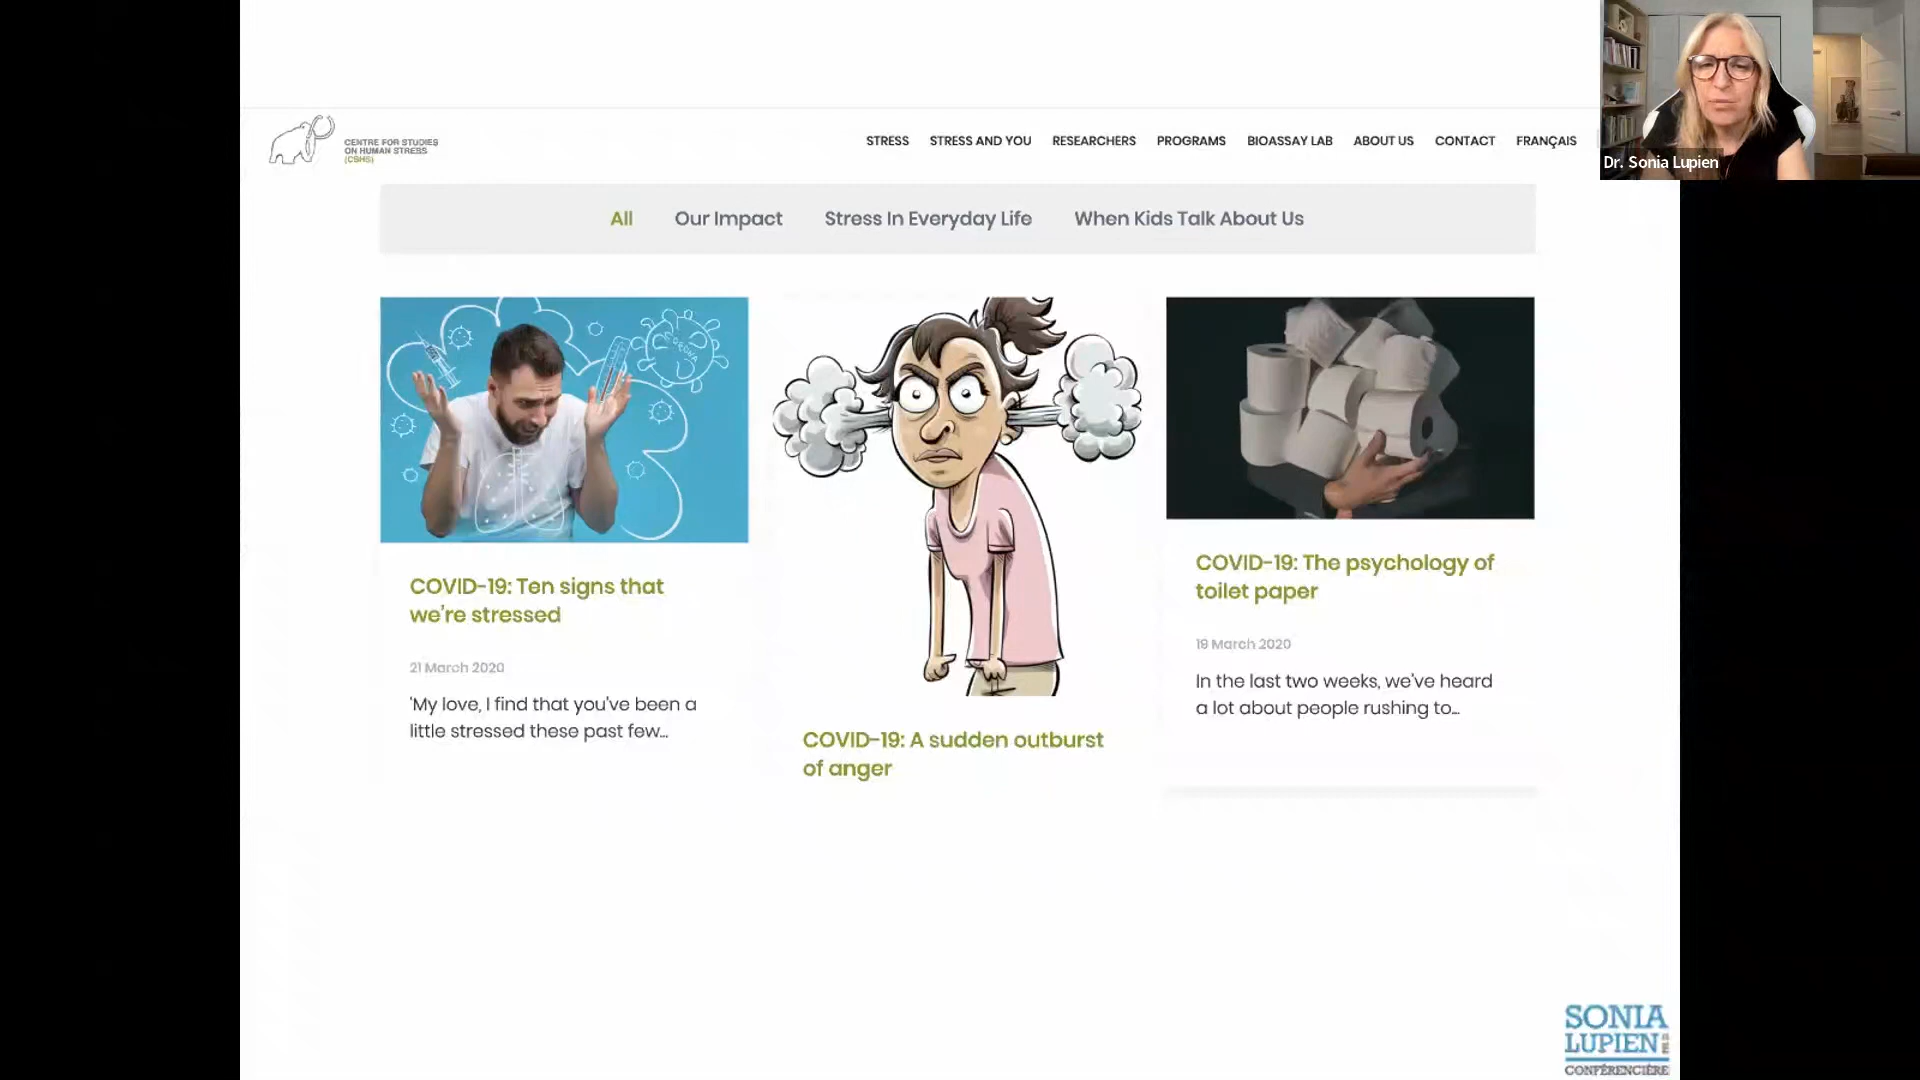 CENTRE FOR STUDIES
ON HUMAN STRESS
(CSHS)
STRESS STRESS AND YOU RESEARCHERS PROGRAMS BIOASSAY LAB ABOUT US CONTACT FRANÇAIS
Dr. Sonia Lupien
All Our Impact Stress In Everyday Life When Kids Talk About Us
CORONA
COVID-19: Ten signs that
we're stressed
21 March 2020
'My love, I find that you've been a
little stressed these past few...
COVID-19: A sudden outburst
of anger
COVID-19: The psychology of
toilet paper
19 March 2020
In the last two weeks, we've heard
a lot about people rushing to...
SONIA
LUPIEN
CONFÉRENCIÈRE